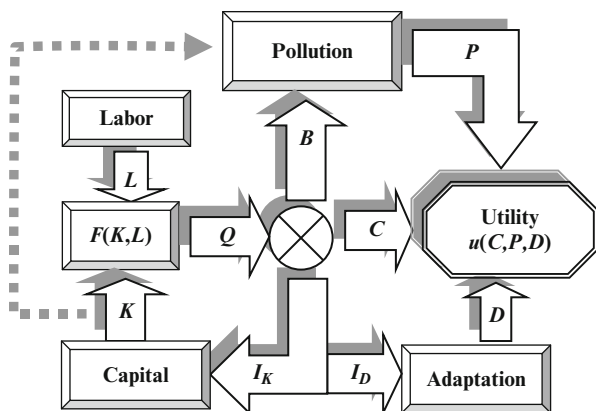 Pollution
P
Labor
B
L
F(K,L)
Q
C
Utility
u(C,P,D)
K
D
Capital
I_K
I_D
Adaptation